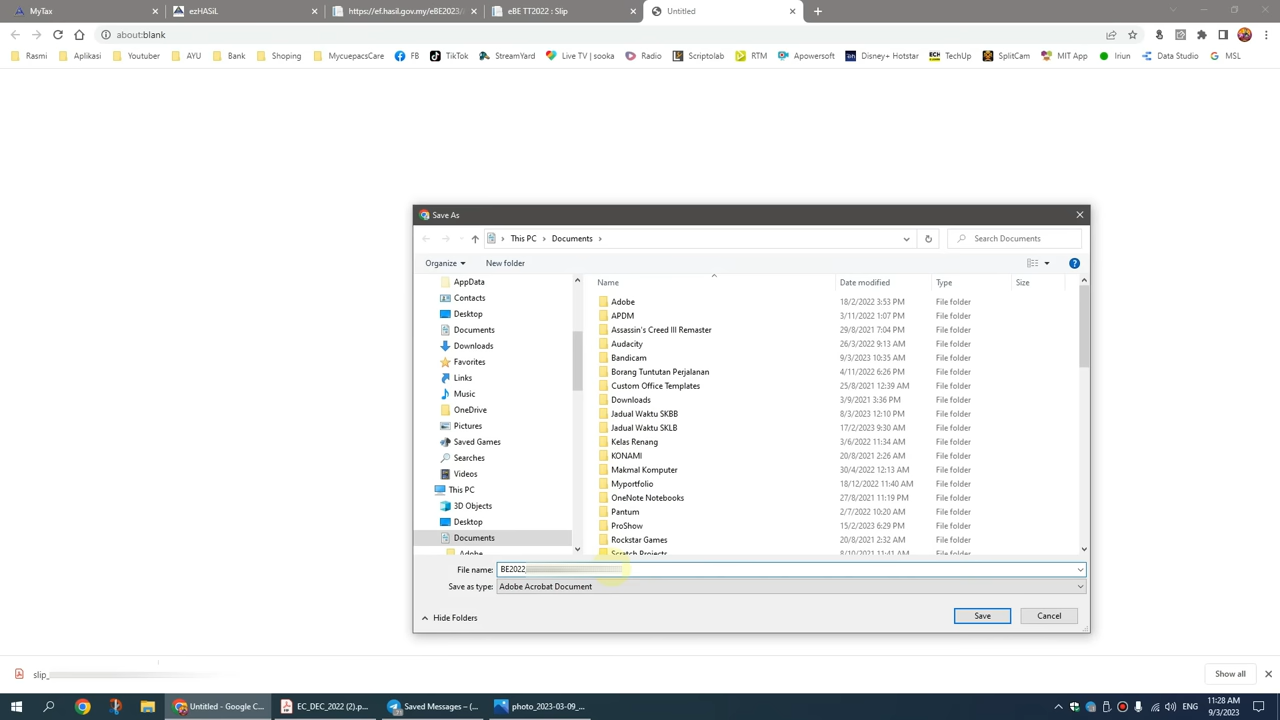 MyTax
ezHASiL
https://ef.hasil.gov.my/eBE2023/
eBE TT2022 : Slip
Untitled
about:blank
Rasmi
Aplikasi
Youtuber
AYU
Bank
Shoping
MycuepacsCare
FB
TikTok
StreamYard
Live TV | sooka
Radio
Scriptolab
RTM
Apowersoft
Disney+ Hotstar
TechUp
SplitCam
MIT App
Iriun
Data Studio
MSL
Save As
This PC > Documents >
Search Documents
Organize
New folder
AppData
Contacts
Desktop
Documents
Downloads
Favorites
Links
Music
OneDrive
Pictures
Saved Games
Searches
Videos
This PC
3D Objects
Desktop
Documents
Adobe
Name Date modified Type Size
Adobe 18/2/2022 3:53 PM File folder
APDM 3/11/2022 1:07 PM File folder
Assassin's Creed III Remaster 29/8/2021 7:04 PM File folder
Audacity 26/3/2022 9:13 AM File folder
Bandicam 9/3/2023 10:35 AM File folder
Borang Tuntutan Perjalanan 4/11/2022 6:26 PM File folder
Custom Office Templates 25/8/2021 12:39 AM File folder
Downloads 3/9/2021 3:36 PM File folder
Jadual Waktu SKBB 8/3/2023 12:10 PM File folder
Jadual Waktu SKLB 17/2/2023 9:30 AM File folder
Kelas Renang 3/6/2022 11:34 AM File folder
KONAMI 20/8/2021 2:26 AM File folder
Makmal Komputer 30/4/2022 12:13 AM File folder
Myportfolio 18/12/2022 11:40 AM File folder
OneNote Notebooks 27/8/2021 11:19 PM File folder
Pantum 2/7/2022 10:20 AM File folder
ProShow 15/2/2023 6:29 PM File folder
Rockstar Games 20/8/2021 2:32 AM File folder
Scratch Projects 8/10/2021 11:41 AM File folder
File name: BE2022
Save as type: Adobe Acrobat Document
Hide Folders
Save
Cancel
slip_
Show all
Untitled - Google C...
EC_DEC_2022 (2).p...
Saved Messages – (...
photo_2023-03-09_...
ENG
11:28 AM
9/3/2023